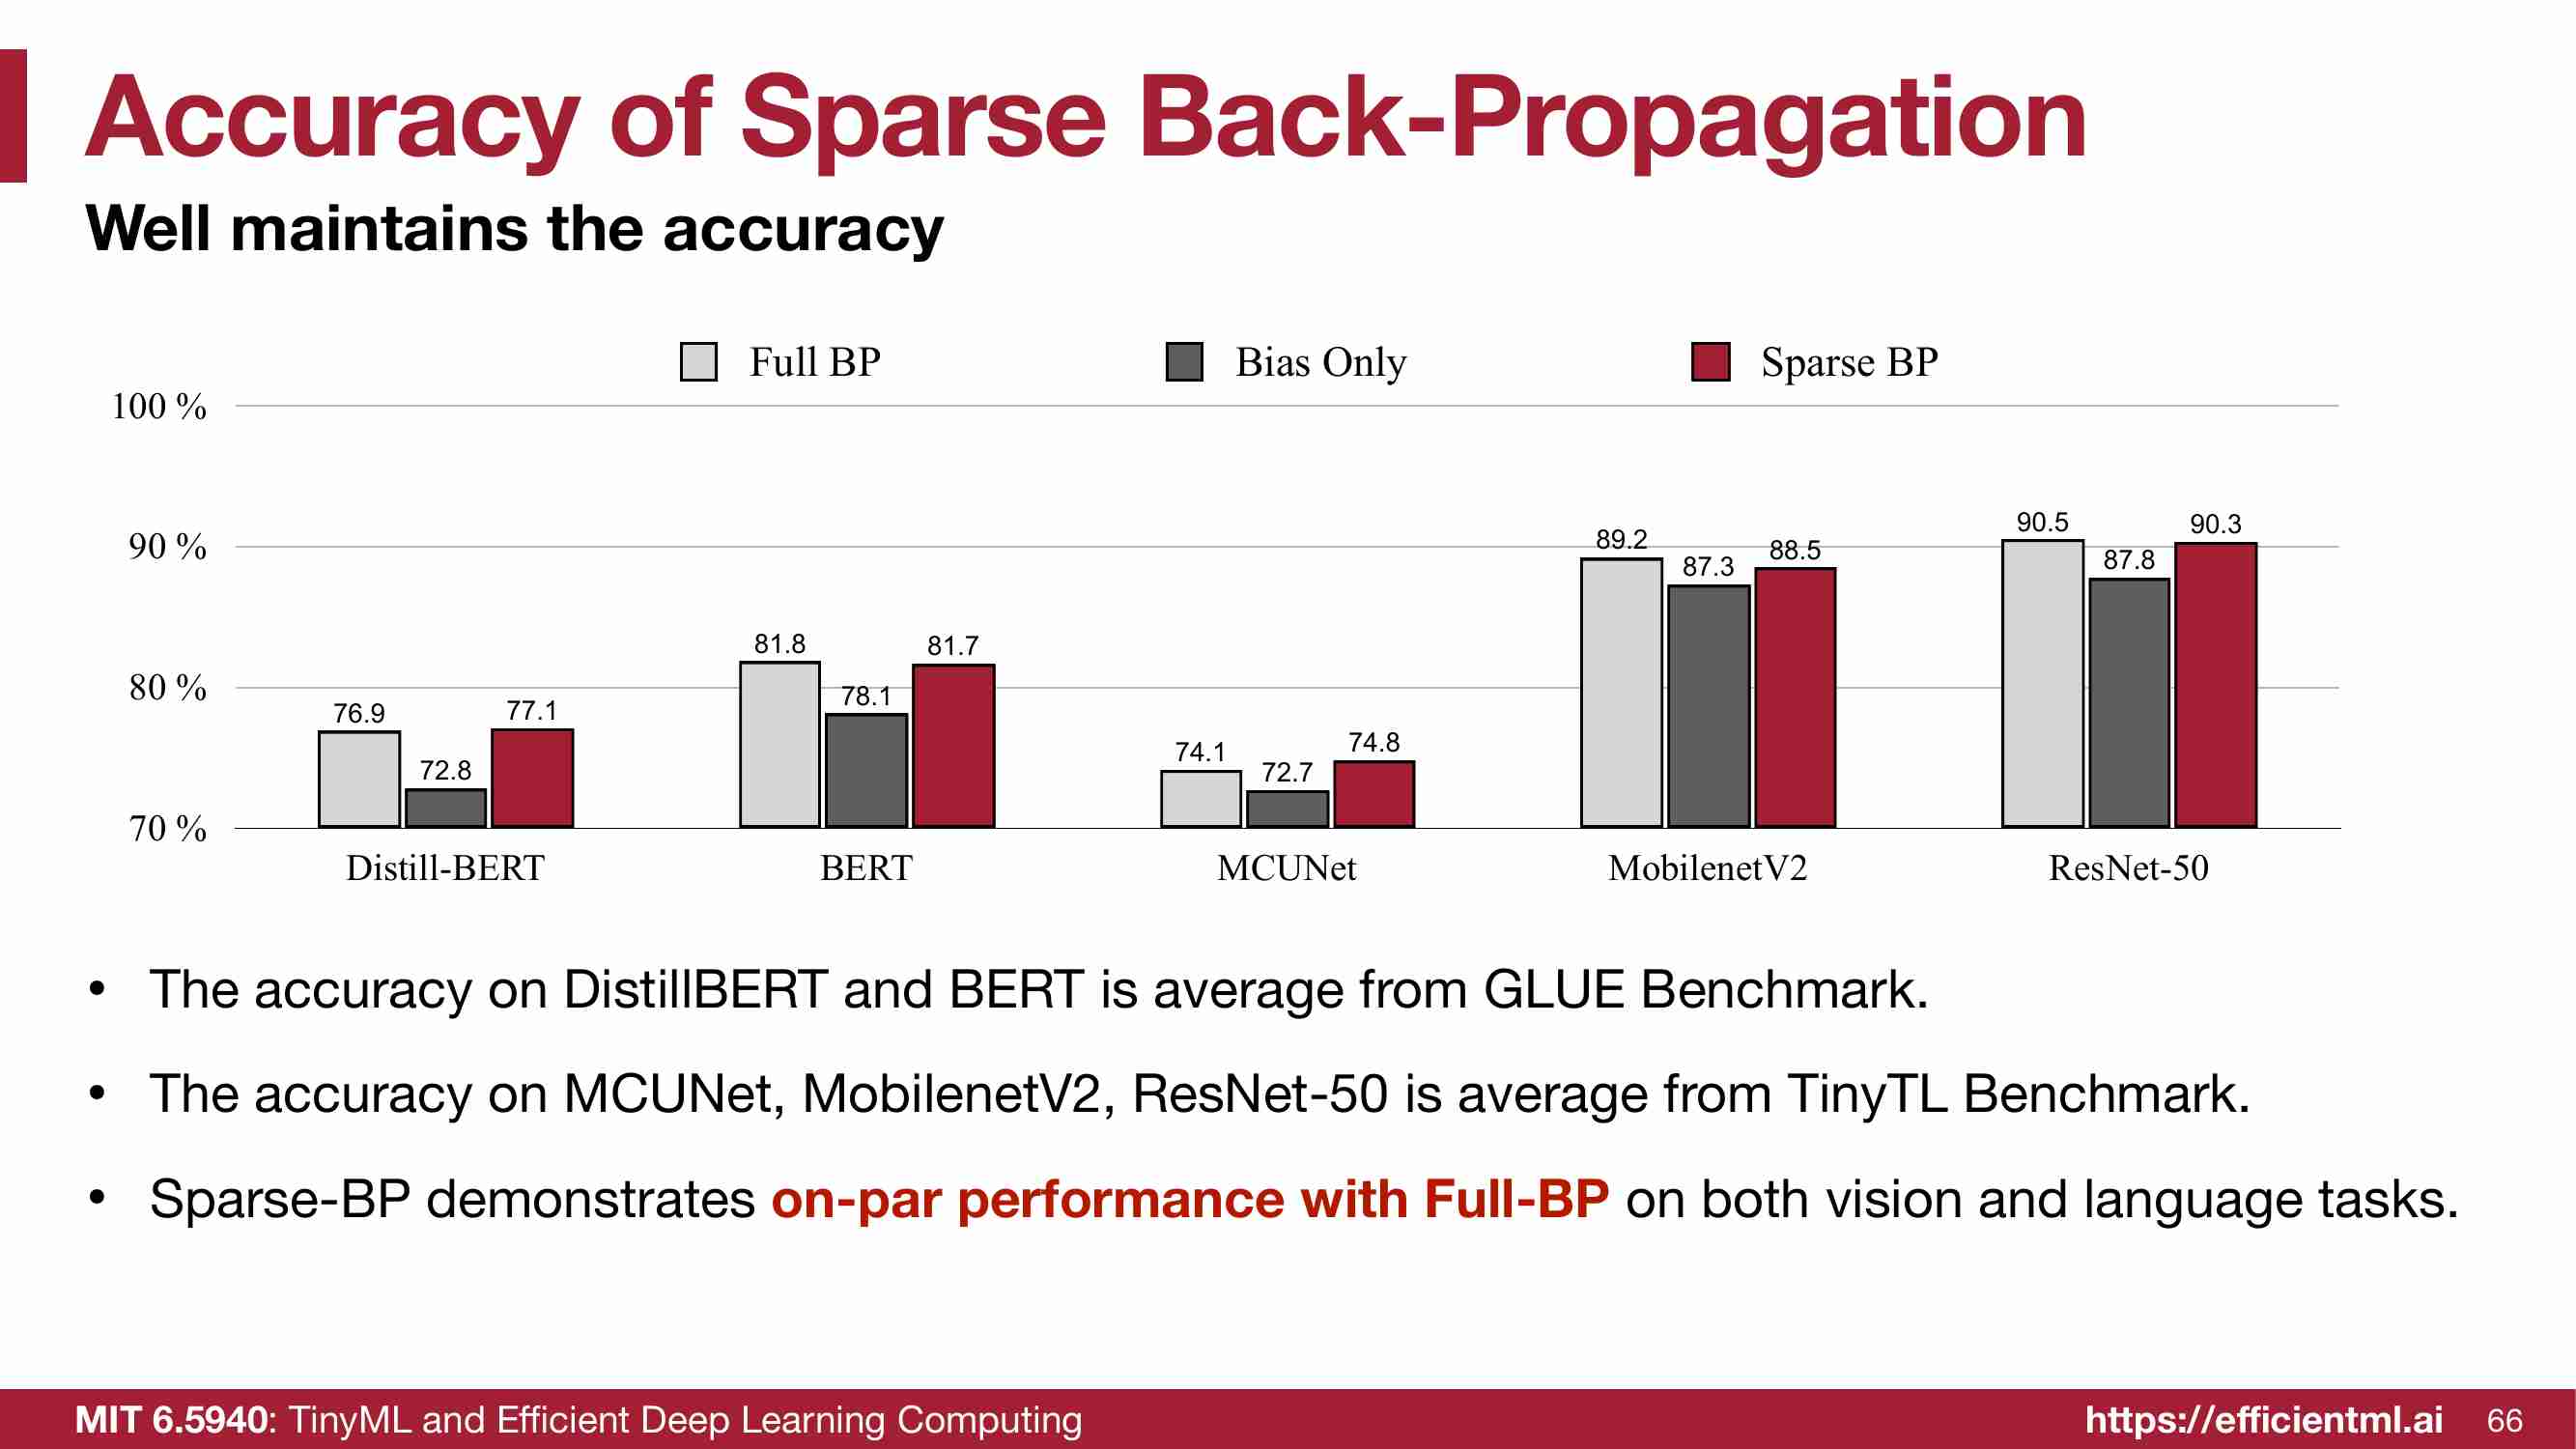 Accuracy of Sparse Back-Propagation
Well maintains the accuracy
Full BP
Bias Only
Sparse BP
100 %
90 %
80 %
70 %
76.9
72.8
77.1
81.8
78.1
81.7
74.1
72.7
74.8
89.2
87.3
88.5
90.5
87.8
90.3
Distill-BERT
BERT
MCUNet
MobilenetV2
ResNet-50
• The accuracy on DistillBERT and BERT is average from GLUE Benchmark.
• The accuracy on MCUNet, MobilenetV2, ResNet-50 is average from TinyTL Benchmark.
• Sparse-BP demonstrates on-par performance with Full-BP on both vision and language tasks.
MIT 6.5940: TinyML and Efficient Deep Learning Computing
https://efficientml.ai
66